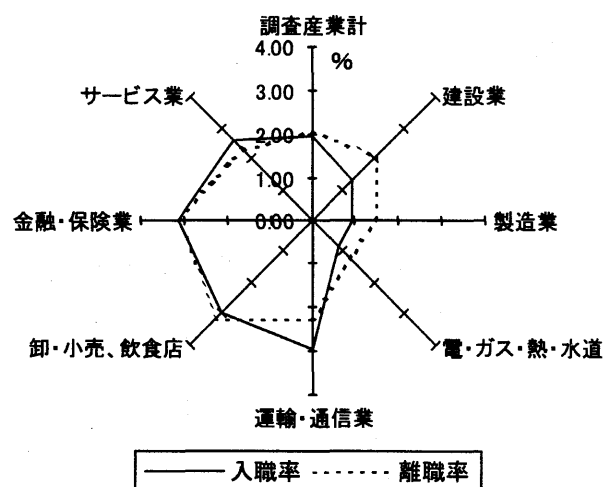 調査産業計
4.00
%
3.00
サービス業
建設業
2.00
1.00
金融・保険業
0.00
製造業
卸・小売、飲食店
電・ガス・熱・水道
運輸・通信業
入職率
離職率